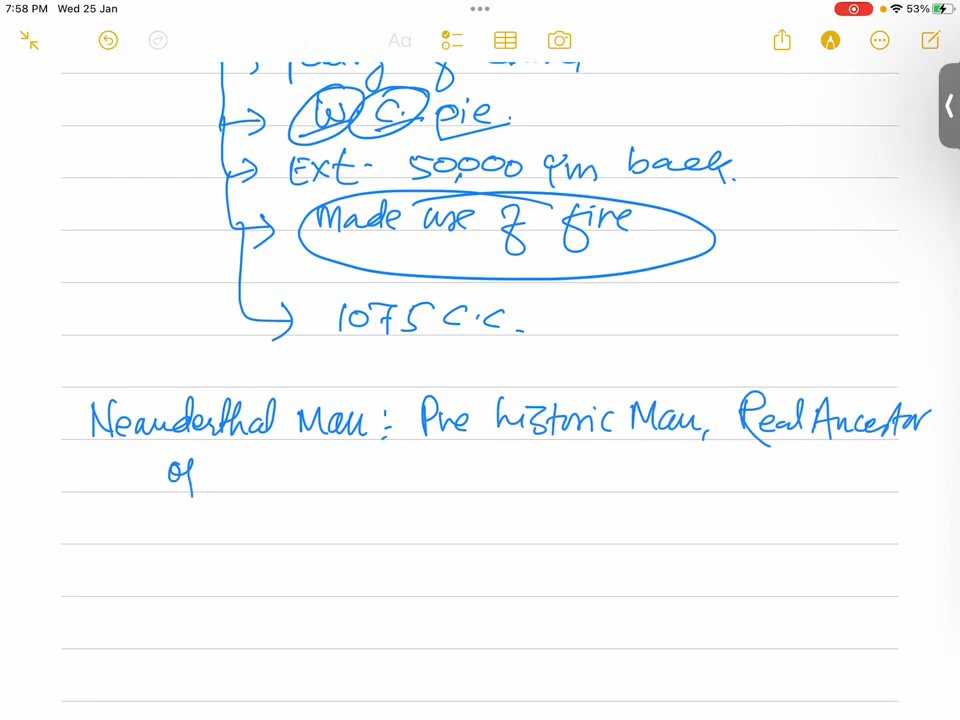 7:58 PM Wed 25 Jan
53%
Aa
W. C. pie.
Ext- 50,000 back.
Made use of fire
1075 C.C.
Neanderthal Man: Pre historic Man, Real Ancestor
of